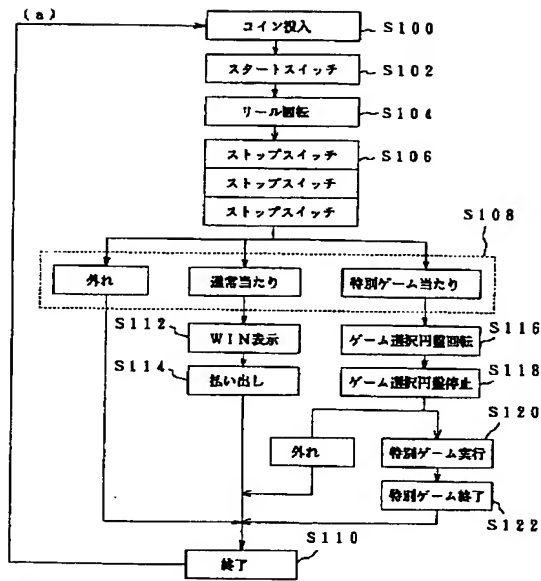 (a)
コイン投入
S100
スタートスイッチ
S102
リール回転
S104
ストップスイッチ
S106
ストップスイッチ
ストップスイッチ
S108
外れ
通常当たり
特別ゲーム当たり
S112
WIN表示
S116
ゲーム選択円盤回転
S114
払い出し
S118
ゲーム選択円盤停止
S120
外れ
特別ゲーム実行
特別ゲーム終了
S122
S110
終了